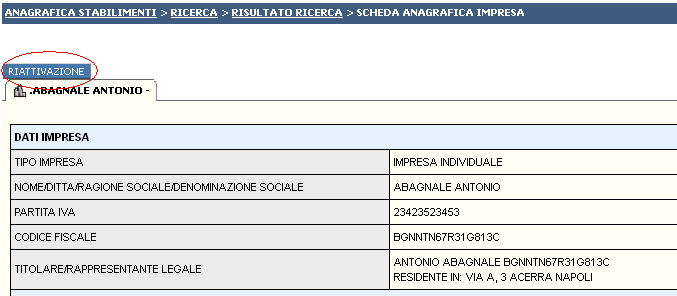 ANAGRAFICA STABILIMENTI > RICERCA > RISULTATO RICERCA > SCHEDA ANAGRAFICA IMPRESA
RIATTIVAZIONE
.ABAGNALE ANTONIO -
DATI IMPRESA
TIPO IMPRESA IMPRESA INDIVIDUALE
NOME/DITTA/RAGIONE SOCIALE/DENOMINAZIONE SOCIALE ABAGNALE ANTONIO
PARTITA IVA 23423523453
CODICE FISCALE BGNNTN67R31G813C
TITOLARE/RAPPRESENTANTE LEGALE ANTONIO ABAGNALE BGNNTN67R31G813C
RESIDENTE IN: VIA A, 3 ACERRA NAPOLI